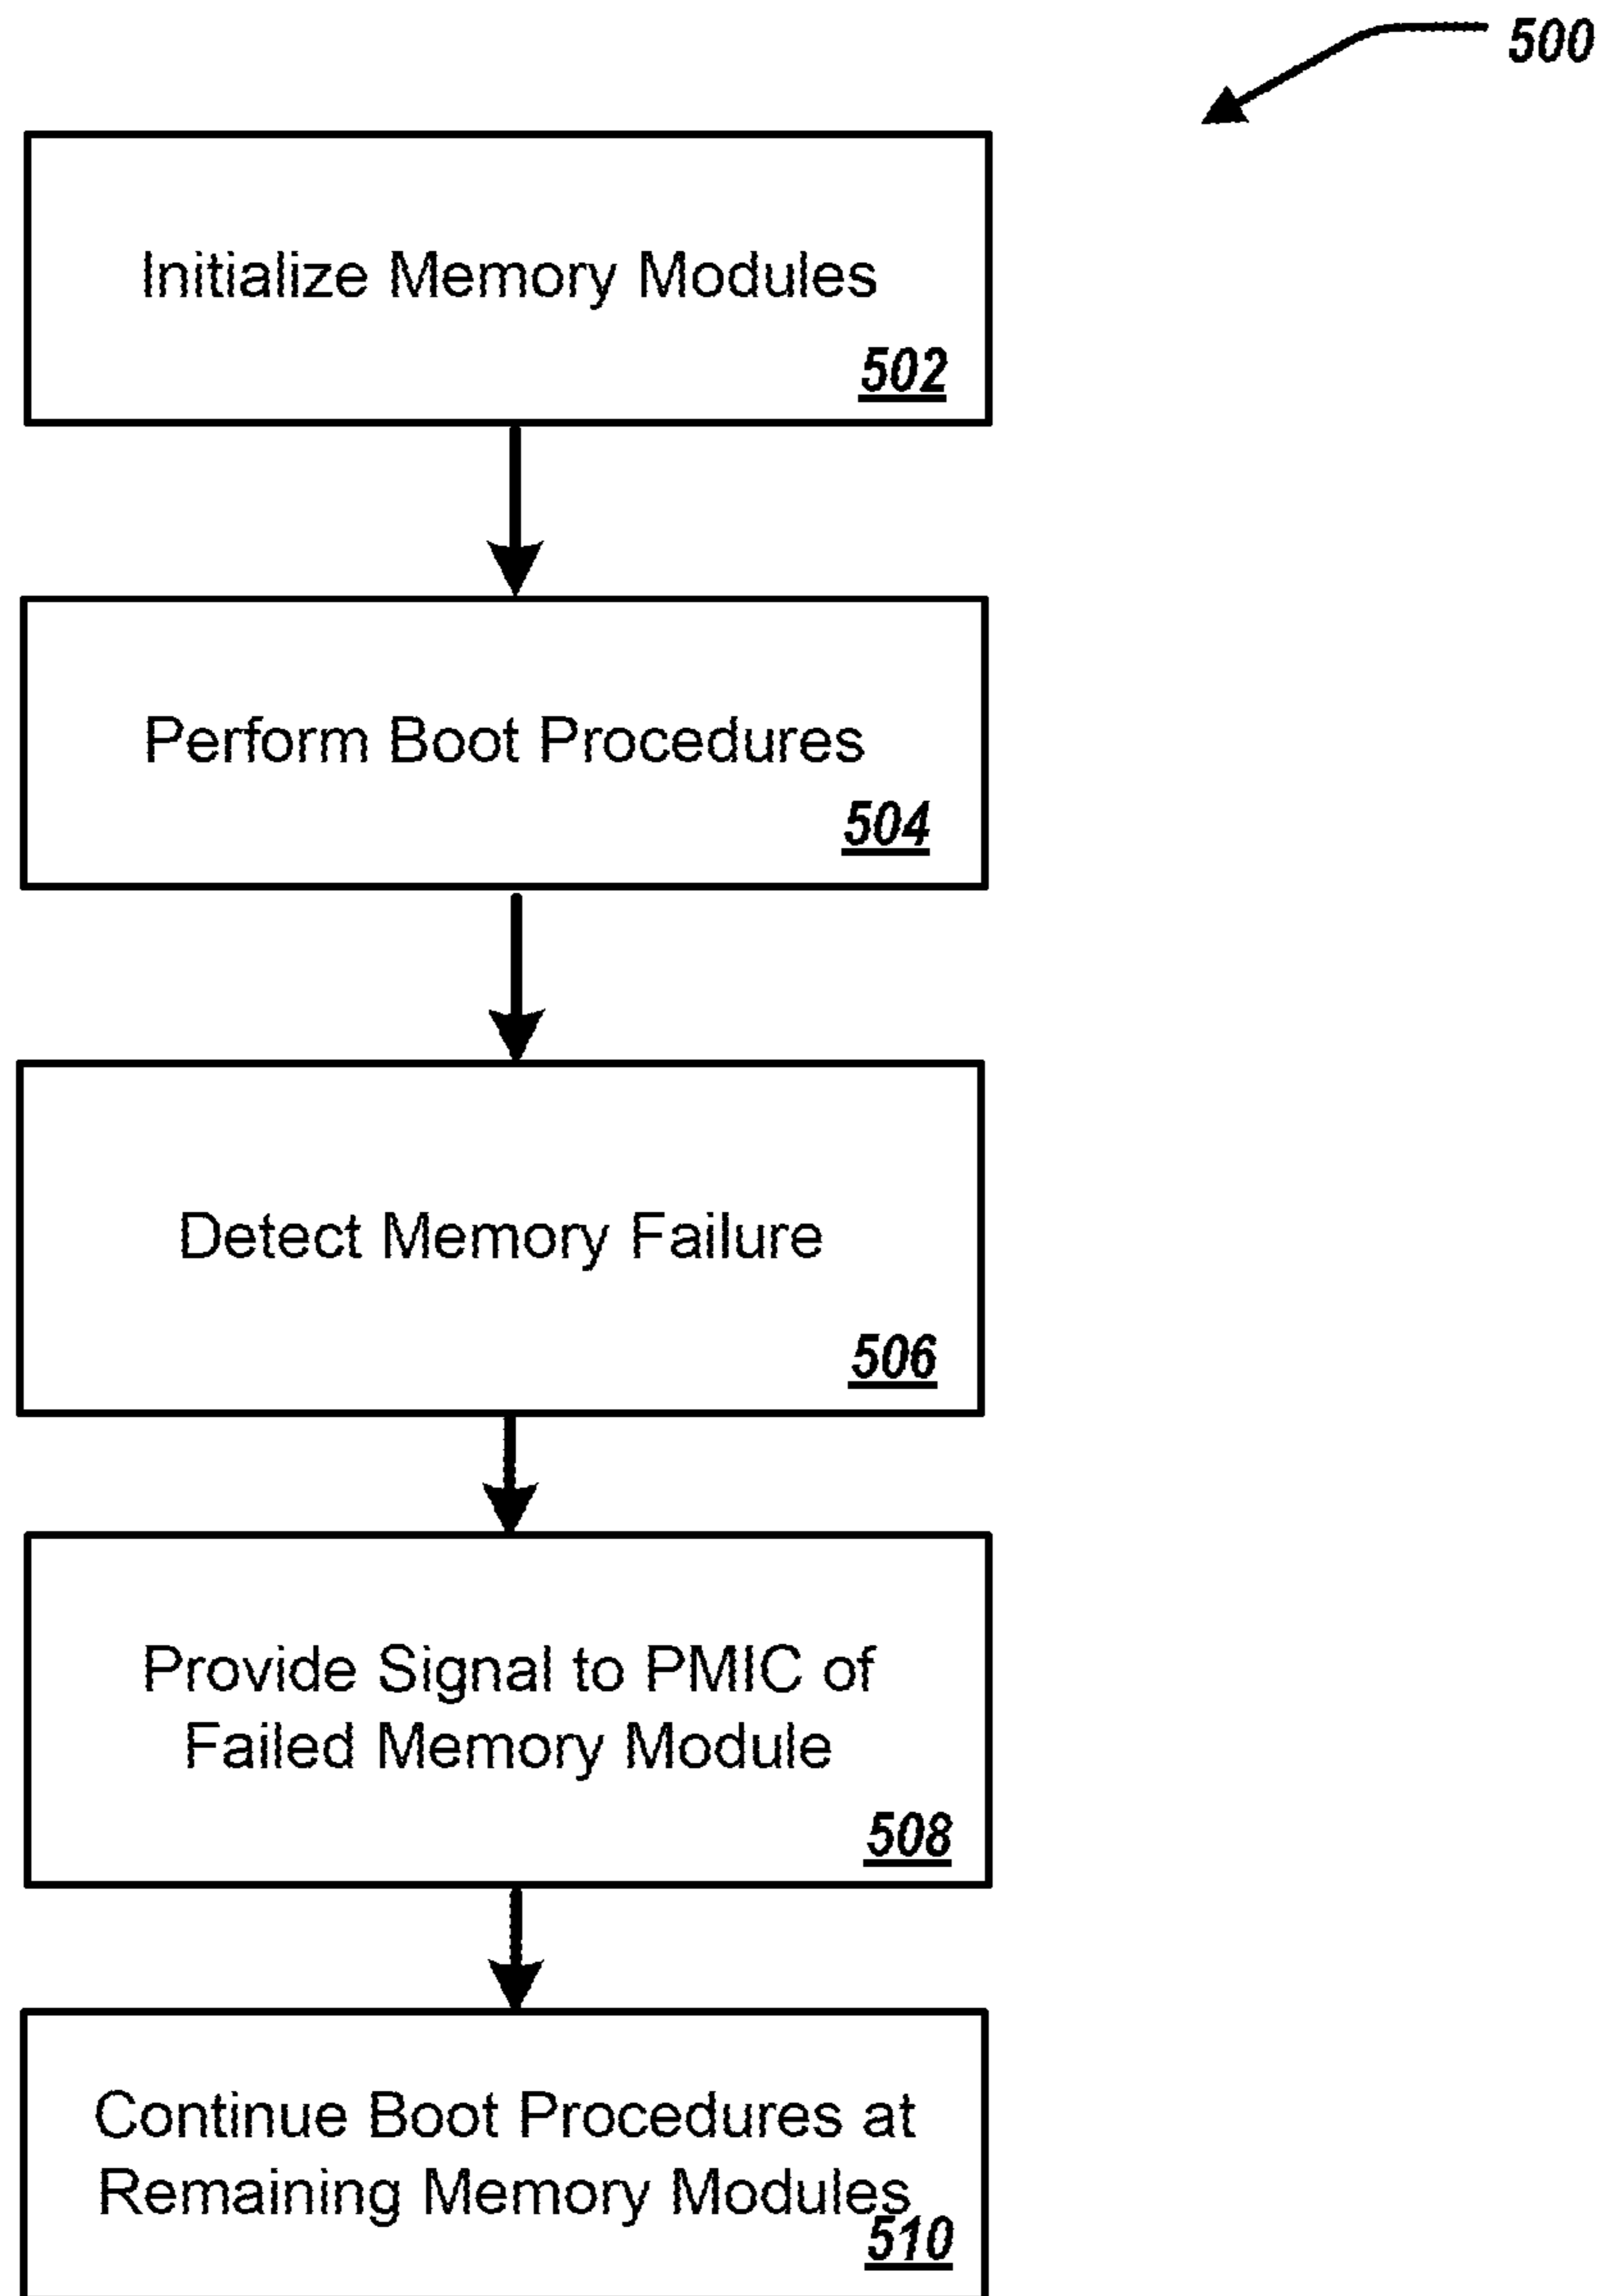 500
Initialize Memory Modules
502
Perform Boot Procedures
504
Detect Memory Failure
506
Provide Signal to PMIC of
Failed Memory Module
508
Continue Boot Procedures at
Remaining Memory Modules
510